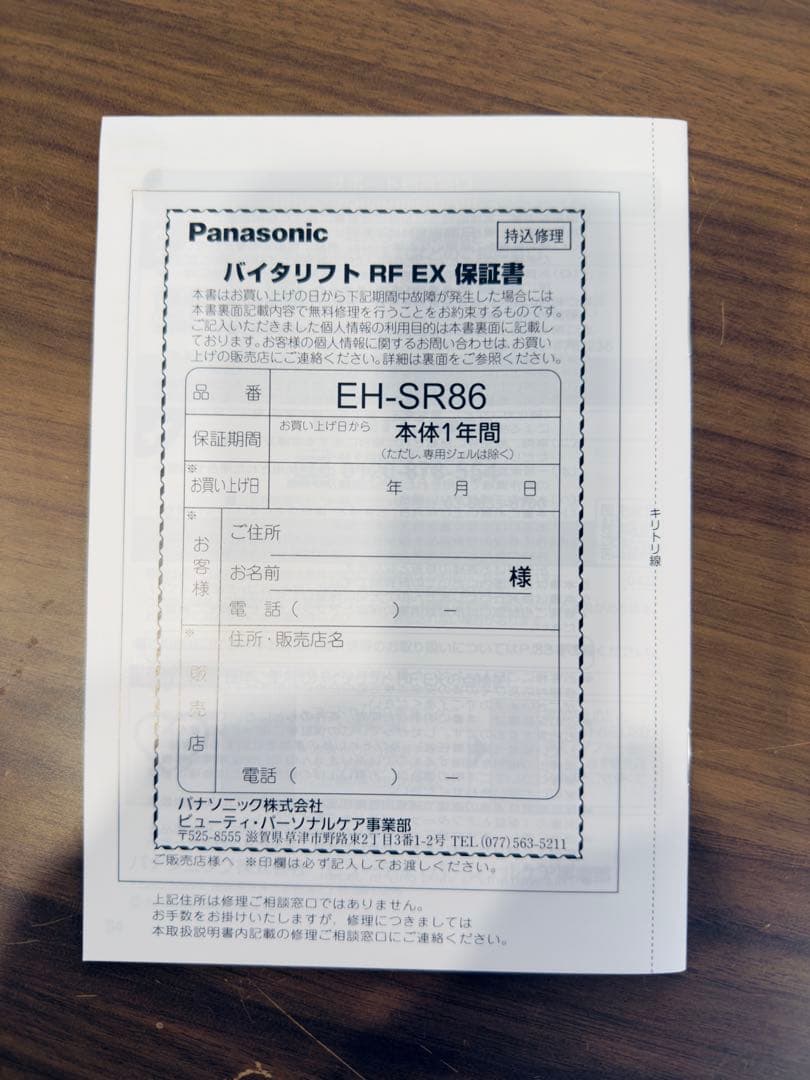 Panasonic
持込修理
バイタリフト RF EX 保証書
本書はお買い上げの日から下記期間中故障が発生した場合には
本書裏面記載内容で無料修理を行うことをお約束するものです。
ご記入いただきました個人情報の利用目的は本書裏面に記載し
ております。お客様の個人情報に関するお問い合わせは、お買い
上げの販売店にご連絡ください。詳細は裏面をご参照ください。
品 番 EH-SR86
保証期間 お買い上げ日から 本体1年間
(ただし、専用ジェルは除く)
※お買い上げ日 年 月 日
※お客様
ご住所
お名前 様
電 話 ( ) ー
※販売店
住所・販売店名
電話 ( ) ー
パナソニック株式会社
ビューティ・パーソナルケア事業部
〒525-8555 滋賀県草津市野路東2丁目3番1-2号 TEL (077) 563-5211
ご販売店様へ ※印欄は必ず記入してお渡しください。
上記住所は修理ご相談窓口ではありません。
お手数をお掛けいたしますが、修理につきましては
本取扱説明書内記載の修理ご相談窓口にご連絡ください。
キリトリ線